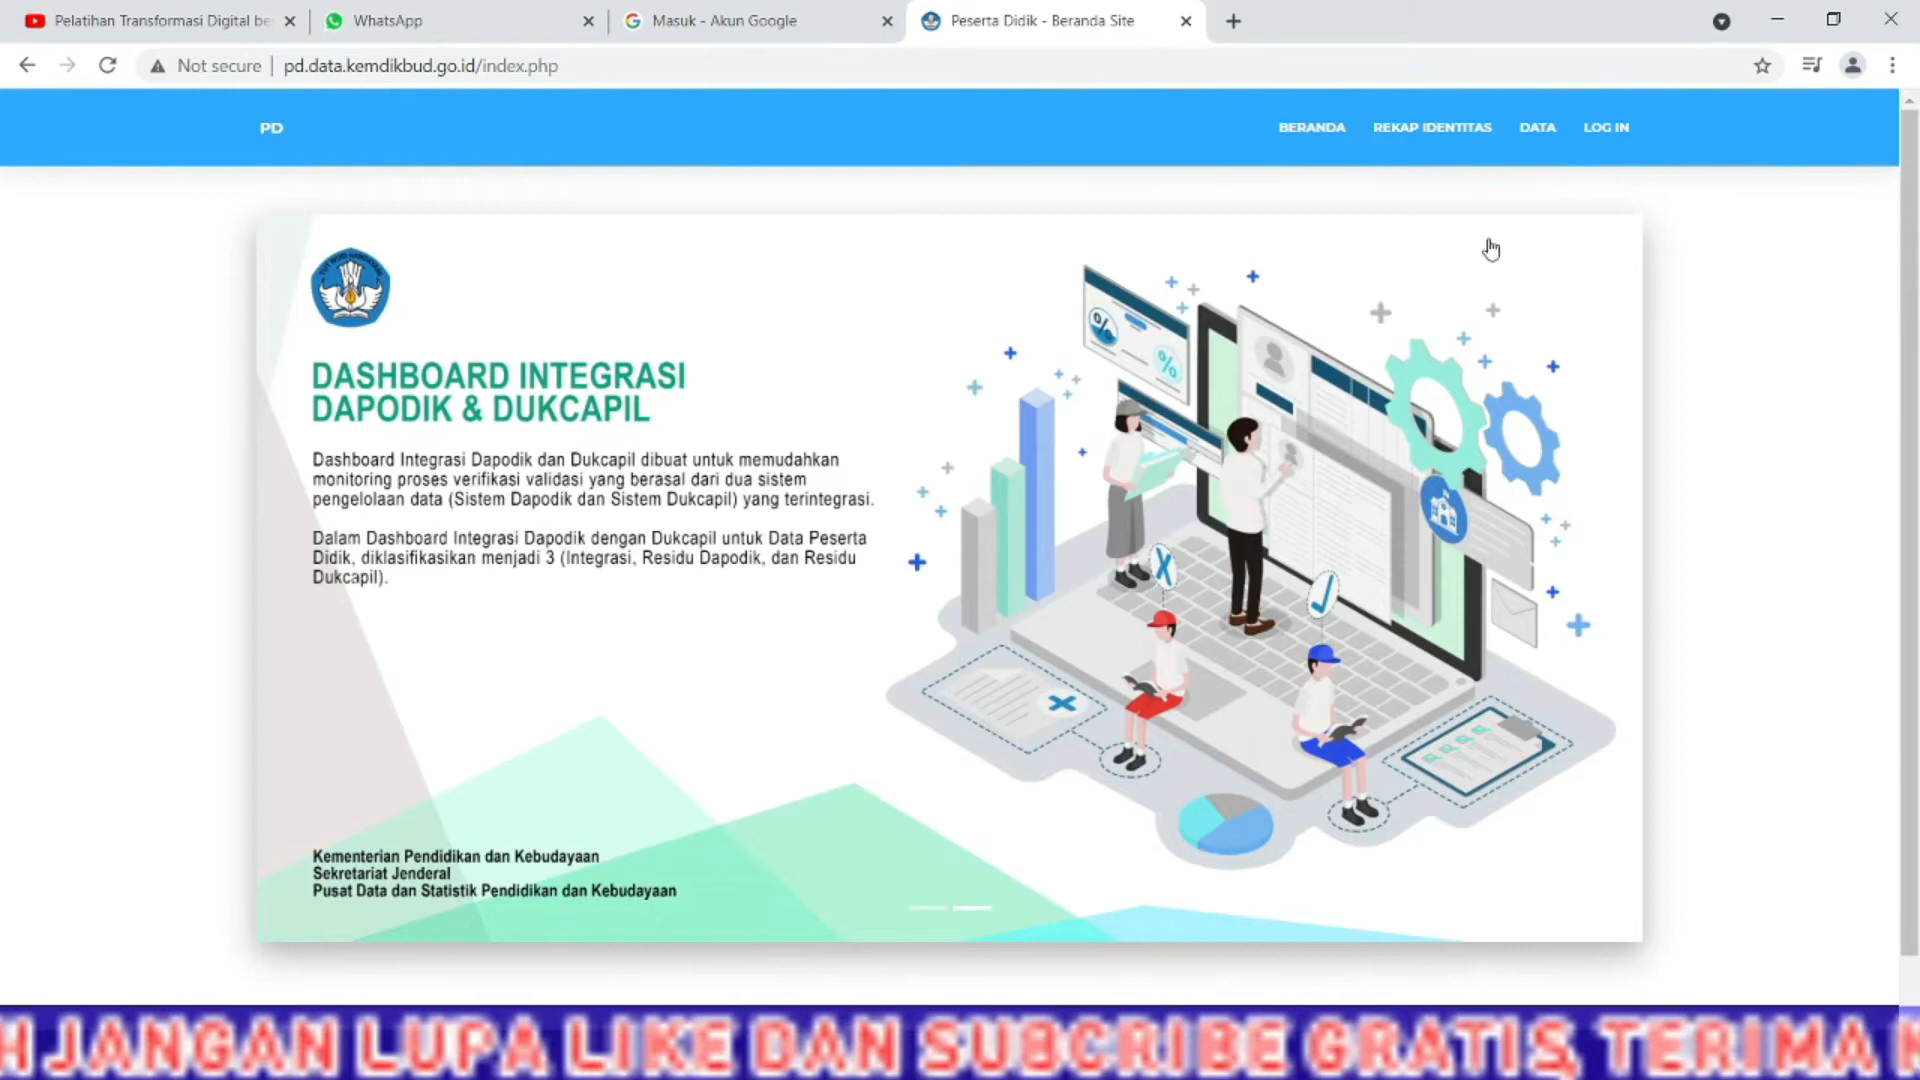 Pelatihan Transformasi Digital be
WhatsApp
Masuk - Akun Google
Peserta Didik - Beranda Site
Not secure
pd.data.kemdikbud.go.id/index.php
PD
BERANDA
REKAP IDENTITAS
DATA
LOG IN
TUT WURI HANDAYANI
DASHBOARD INTEGRASI
DAPODIK & DUKCAPIL
Dashboard Integrasi Dapodik dan Dukcapil dibuat untuk memudahkan
monitoring proses verifikasi validasi yang berasal dari dua sistem
pengelolaan data (Sistem Dapodik dan Sistem Dukcapil) yang terintegrasi.
Dalam Dashboard Integrasi Dapodik dengan Dukcapil untuk Data Peserta
Didik, diklasifikasikan menjadi 3 (Integrasi, Residu Dapodik, dan Residu
Dukcapil).
% %
Kementerian Pendidikan dan Kebudayaan
Sekretariat Jenderal
Pusat Data dan Statistik Pendidikan dan Kebudayaan
H JANGAN LUPA LIKE DAN SUBCRIBE GRATIS, TERIMA K